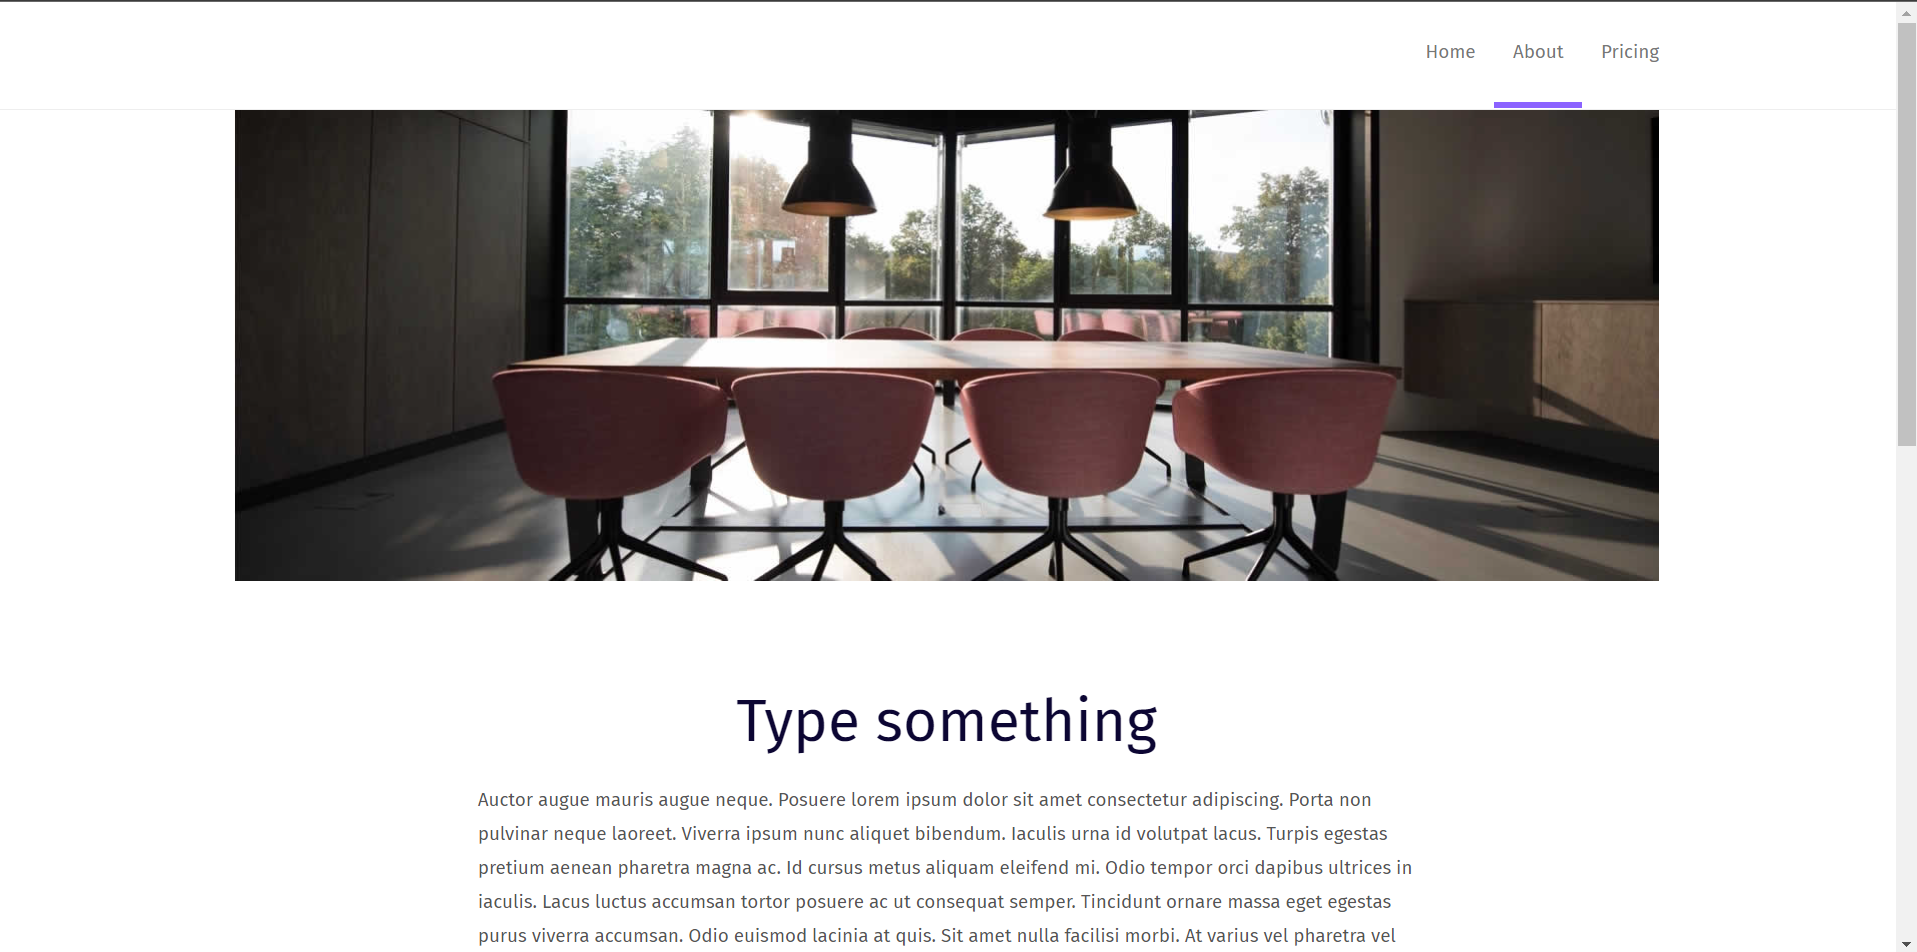 Home About Pricing
Type something
Auctor augue mauris augue neque. Posuere lorem ipsum dolor sit amet consectetur adipiscing. Porta non
pulvinar neque laoreet. Viverra ipsum nunc aliquet bibendum. Iaculis urna id volutpat lacus. Turpis egestas
pretium aenean pharetra magna ac. Id cursus metus aliquam eleifend mi. Odio tempor orci dapibus ultrices in
iaculis. Lacus luctus accumsan tortor posuere ac ut consequat semper. Tincidunt ornare massa eget egestas
purus viverra accumsan. Odio euismod lacinia at quis. Sit amet nulla facilisi morbi. At varius vel pharetra vel